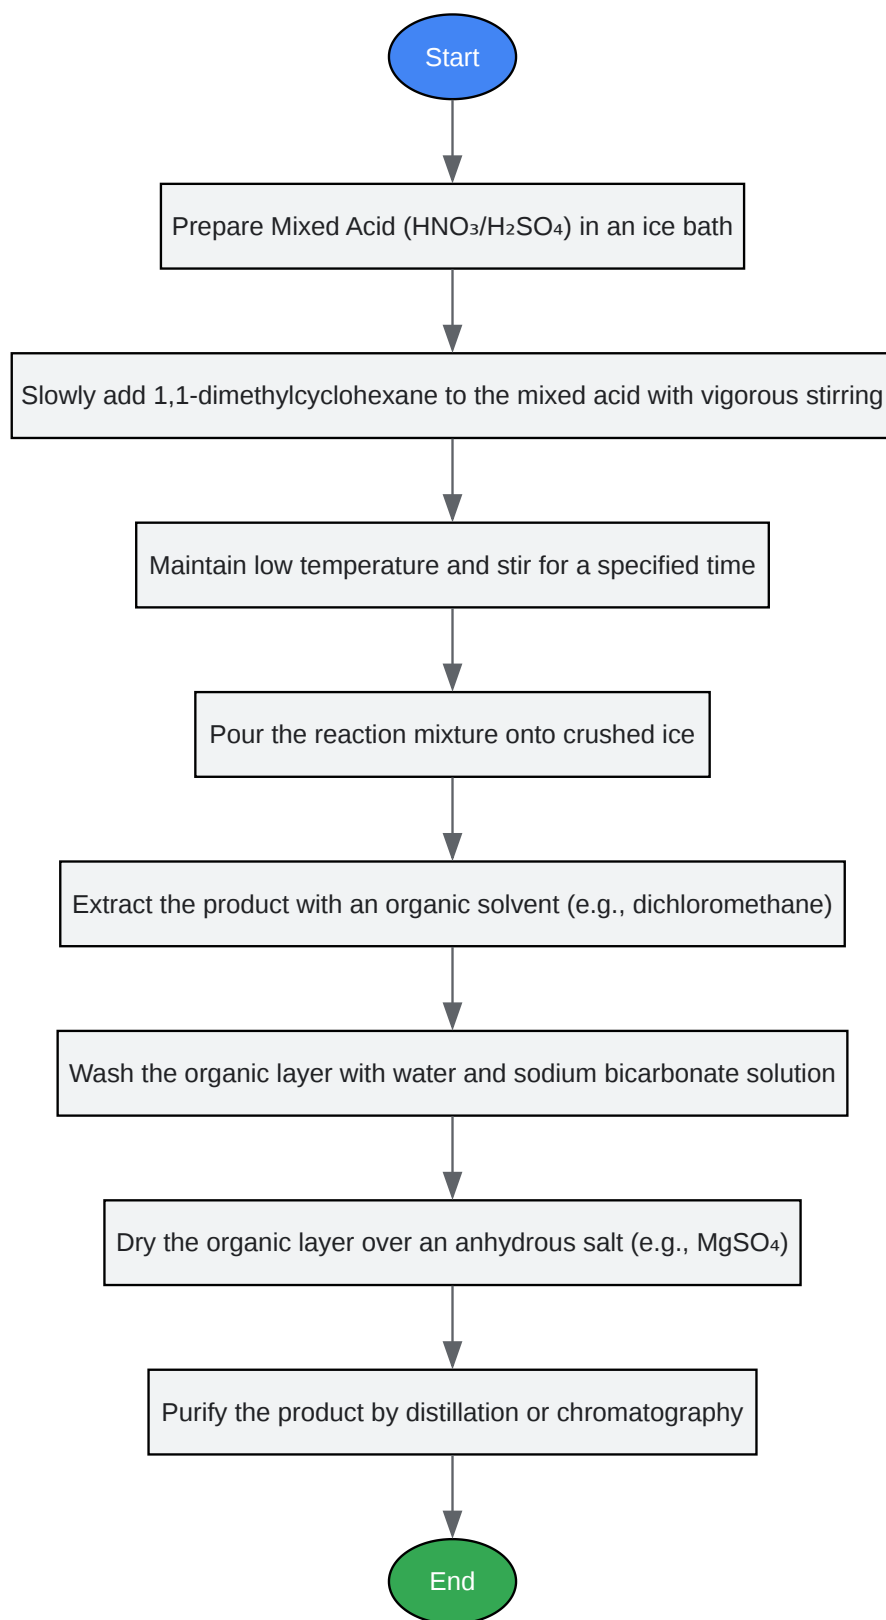 Start
Prepare Mixed Acid (HNO₃/H₂SO₄) in an ice bath
Slowly add 1,1-dimethylcyclohexane to the mixed acid with vigorous stirring
Maintain low temperature and stir for a specified time
Pour the reaction mixture onto crushed ice
Extract the product with an organic solvent (e.g., dichloromethane)
Wash the organic layer with water and sodium bicarbonate solution
Dry the organic layer over an anhydrous salt (e.g., MgSO₄)
Purify the product by distillation or chromatography
End